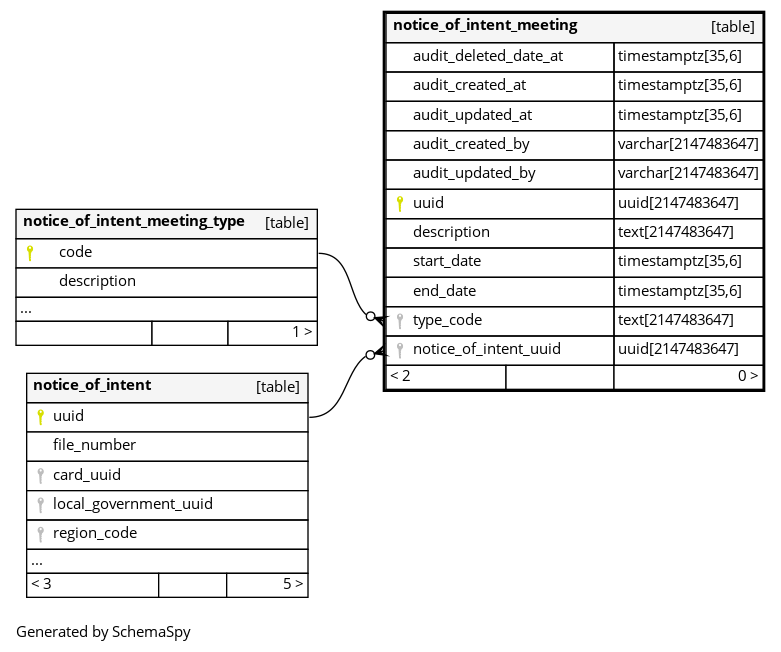 notice_of_intent_meeting [table]
audit_deleted_date_at timestamptz[35,6]
audit_created_at timestamptz[35,6]
audit_updated_at timestamptz[35,6]
audit_created_by varchar[2147483647]
audit_updated_by varchar[2147483647]
uuid uuid[2147483647]
description text[2147483647]
start_date timestamptz[35,6]
end_date timestamptz[35,6]
type_code text[2147483647]
notice_of_intent_uuid uuid[2147483647]
< 2 0 >
notice_of_intent_meeting_type [table]
code
description
...
1 >
notice_of_intent [table]
uuid
file_number
card_uuid
local_government_uuid
region_code
...
< 3 5 >
Generated by SchemaSpy